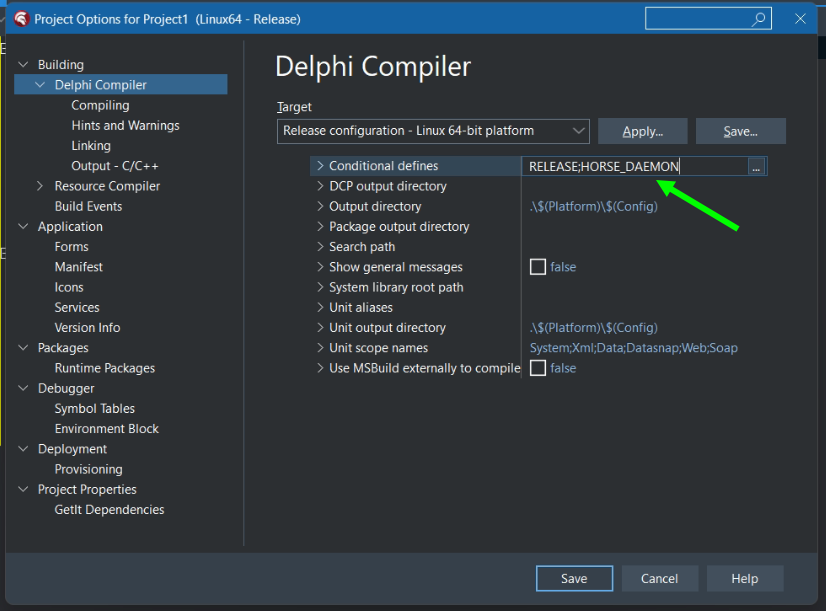 Project Options for Project1 (Linux64 - Release)
Building
Delphi Compiler
Compiling
Hints and Warnings
Linking
Output - C/C++
Resource Compiler
Build Events
Application
Forms
Manifest
Icons
Services
Version Info
Packages
Runtime Packages
Debugger
Symbol Tables
Environment Block
Deployment
Provisioning
Project Properties
GetIt Dependencies
Delphi Compiler
Target
Release configuration - Linux 64-bit platform
Apply...
Save...
Conditional defines RELEASE;HORSE_DAEMON ...
DCP output directory
Output directory .\$(Platform)\$(Config)
Package output directory
Search path
Show general messages false
System library root path
Unit aliases
Unit output directory .\$(Platform)\$(Config)
Unit scope names System;Xml;Data;Datasnap;Web;Soap
Use MSBuild externally to compile false
Save
Cancel
Help